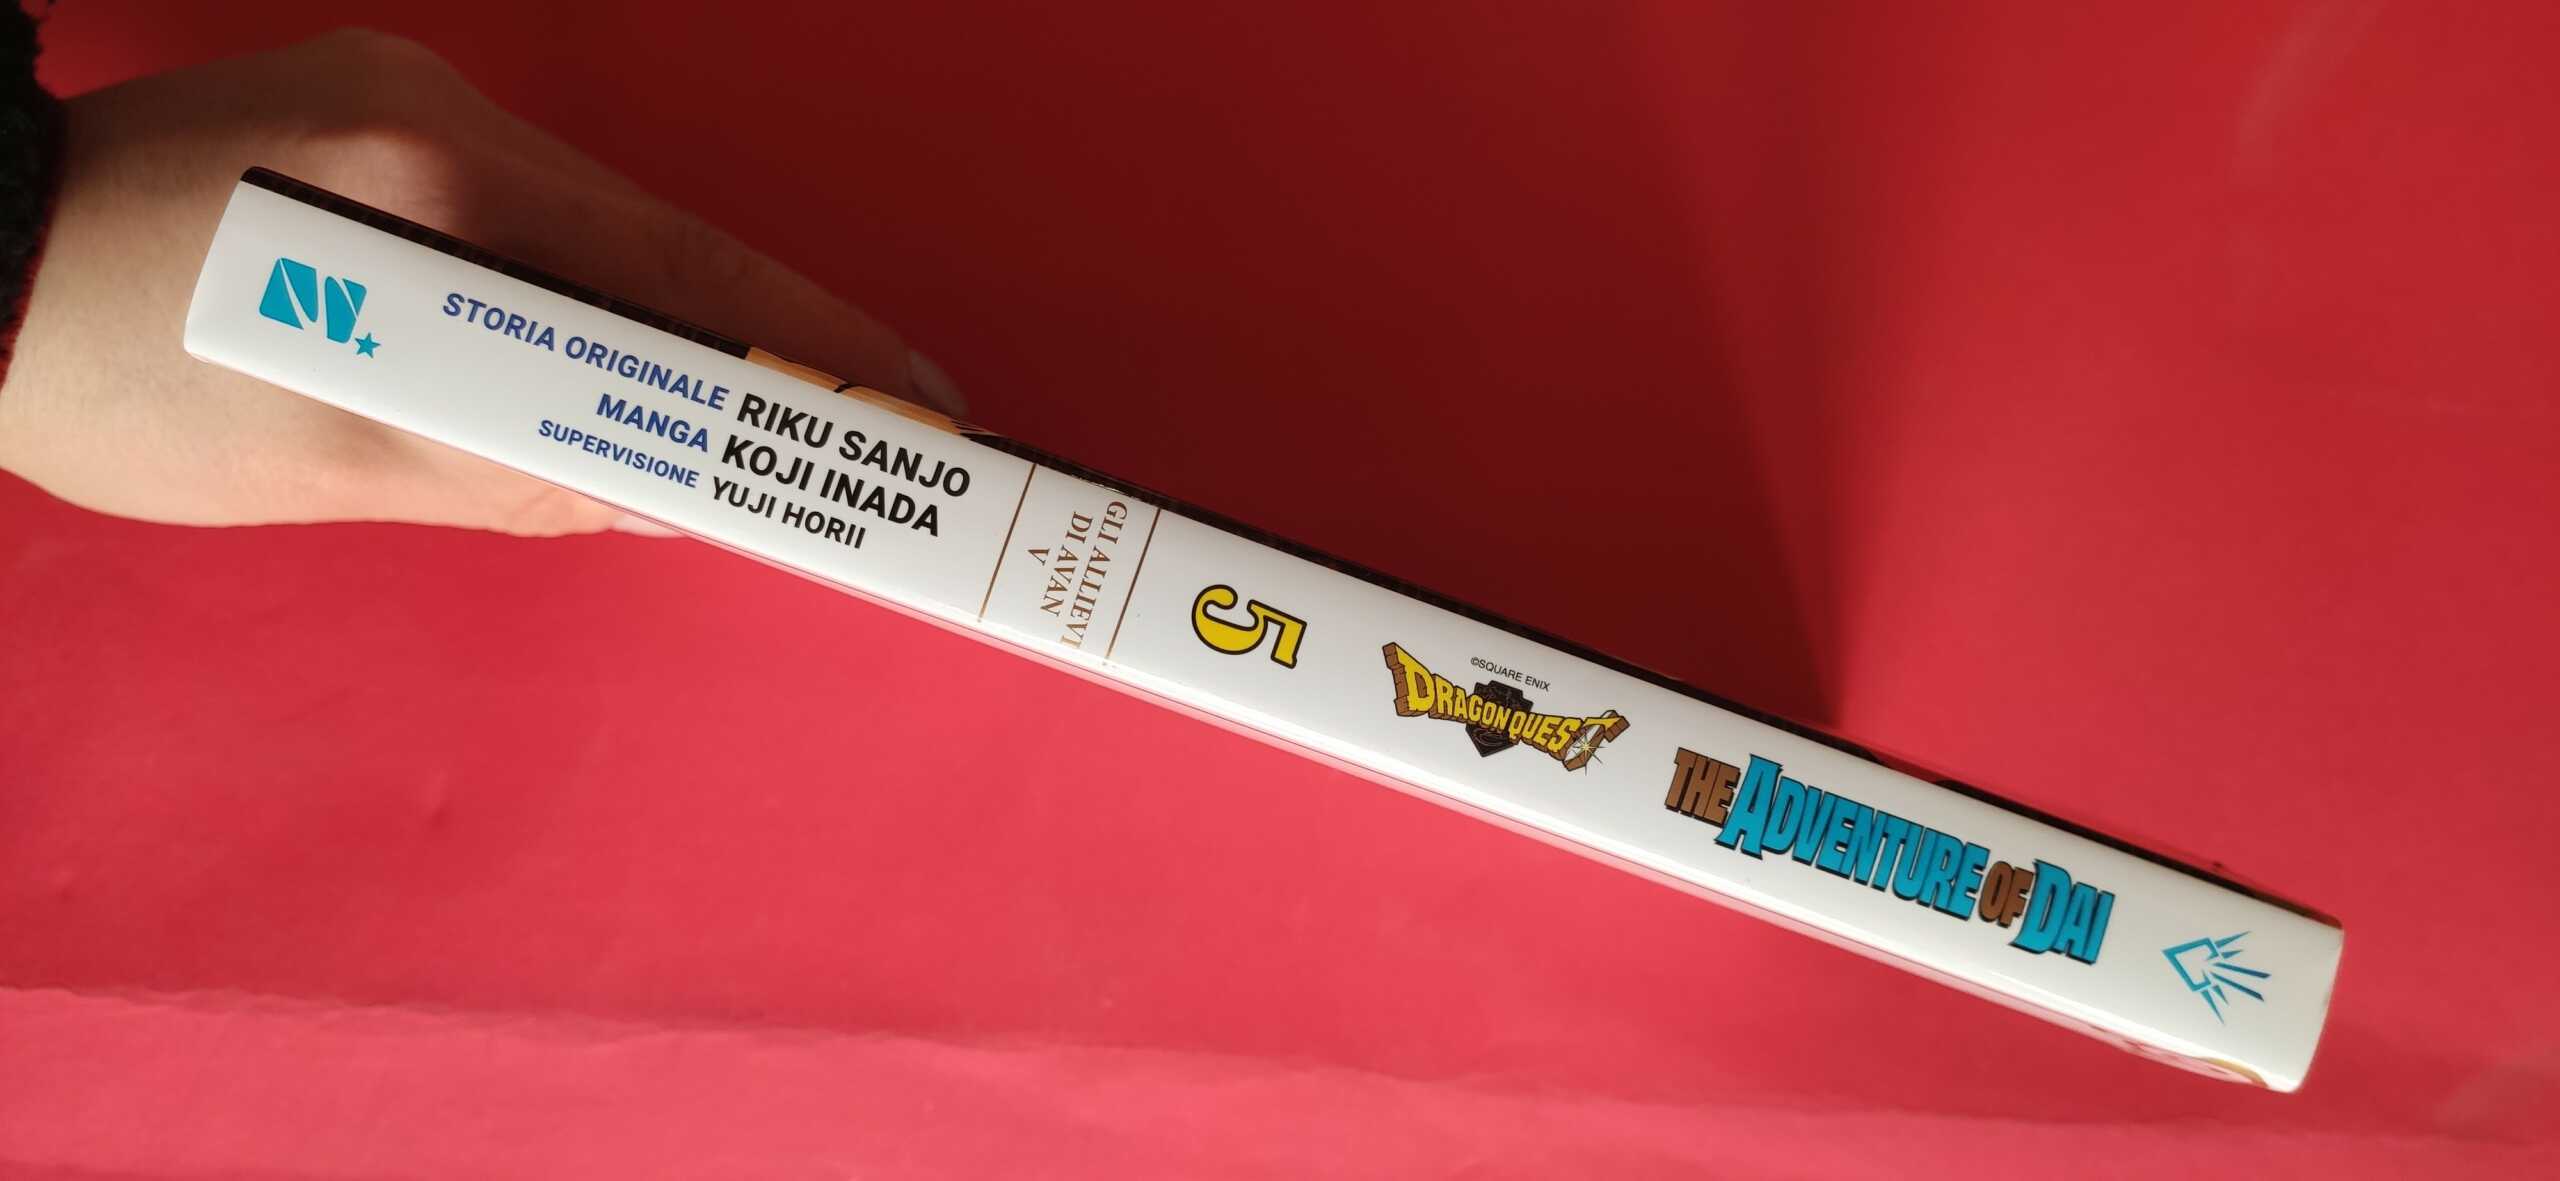 STORIA ORIGINALE RIKU SANJO
MANGA KOJI INADA
SUPERVISIONE YUJI HORII
GLI ALLIEVI
DI AVAN
V
5
©SQUARE ENIX
DRAGON QUEST
THE ADVENTURE OF DAI